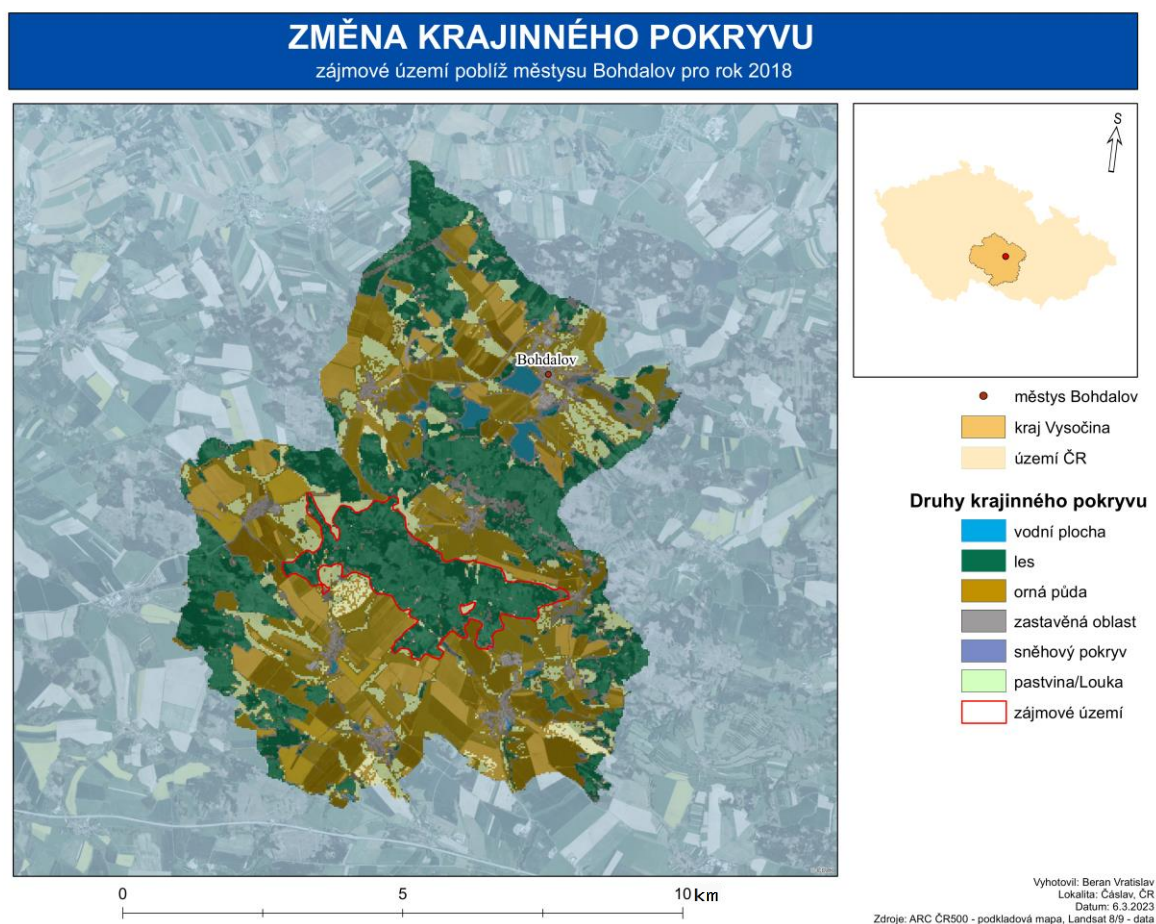 ZMĚNA KRAJINNÉHO POKRYVU
zájmové území poblíž městysu Bohdalov pro rok 2018
S
Bohdalov
městys Bohdalov
kraj Vysočina
území ČR
Druhy krajinného pokryvu
vodní plocha
les
orná půda
zastavěná oblast
sněhový pokryv
pastvina/Louka
zájmové území
0 5 10 km
Vyhotovil: Beran Vratislav
Lokalita: Čáslav, ČR
Datum: 6.3.2023
Zdroje: ARC ČR500 - podkladová mapa, Landsat 8/9 - data